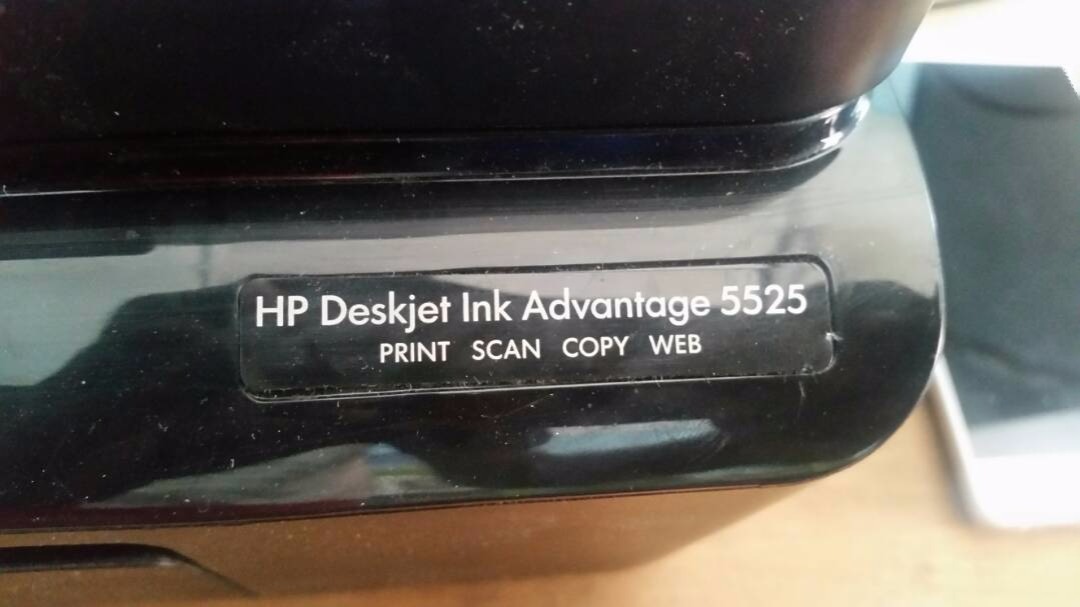 HP Deskjet Ink Advantage 5525
PRINT SCAN COPY WEB